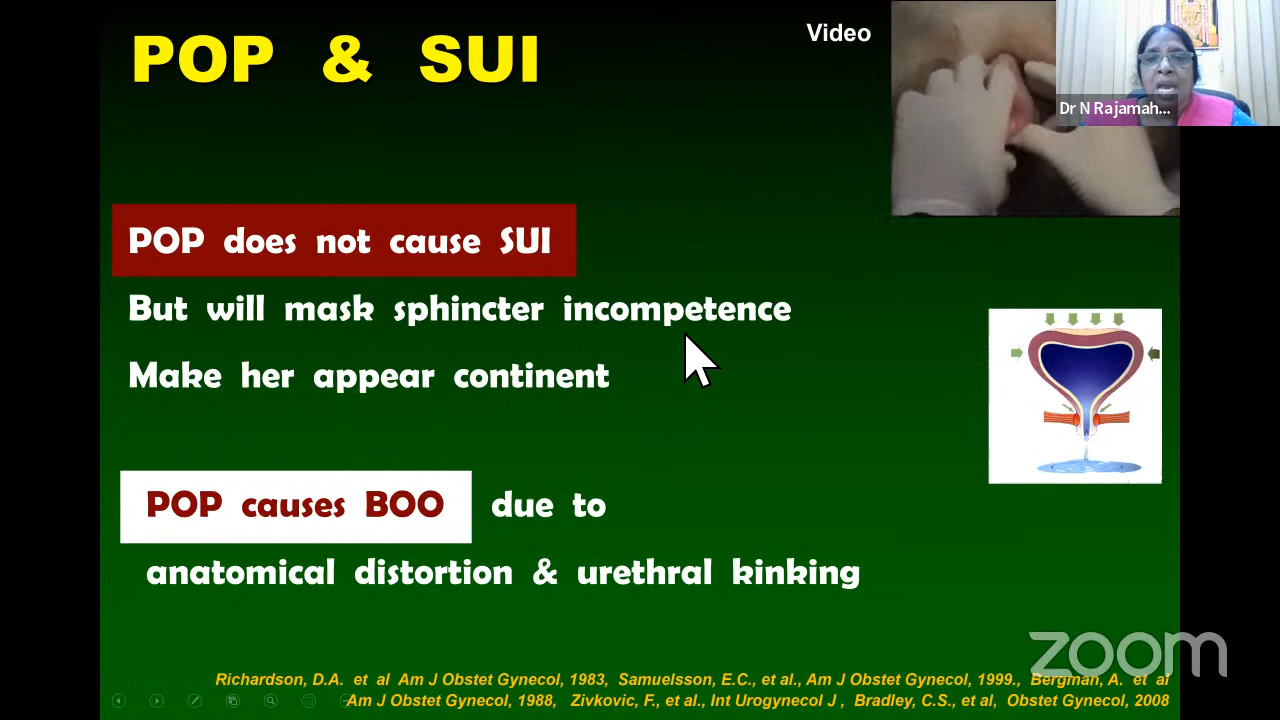 POP & SUI
Video
Dr N Rajamah...
POP does not cause SUI
But will mask sphincter incompetence
Make her appear continent
POP causes BOO due to
anatomical distortion & urethral kinking
zoom
Richardson, D.A. et al Am J Obstet Gynecol, 1983, Samuelsson, E.C., et al., Am J Obstet Gynecol, 1999., Bergman, A. et al
Am J Obstet Gynecol, 1988, Zivkovic, F., et al., Int Urogynecol J , Bradley, C.S., et al, Obstet Gynecol, 2008